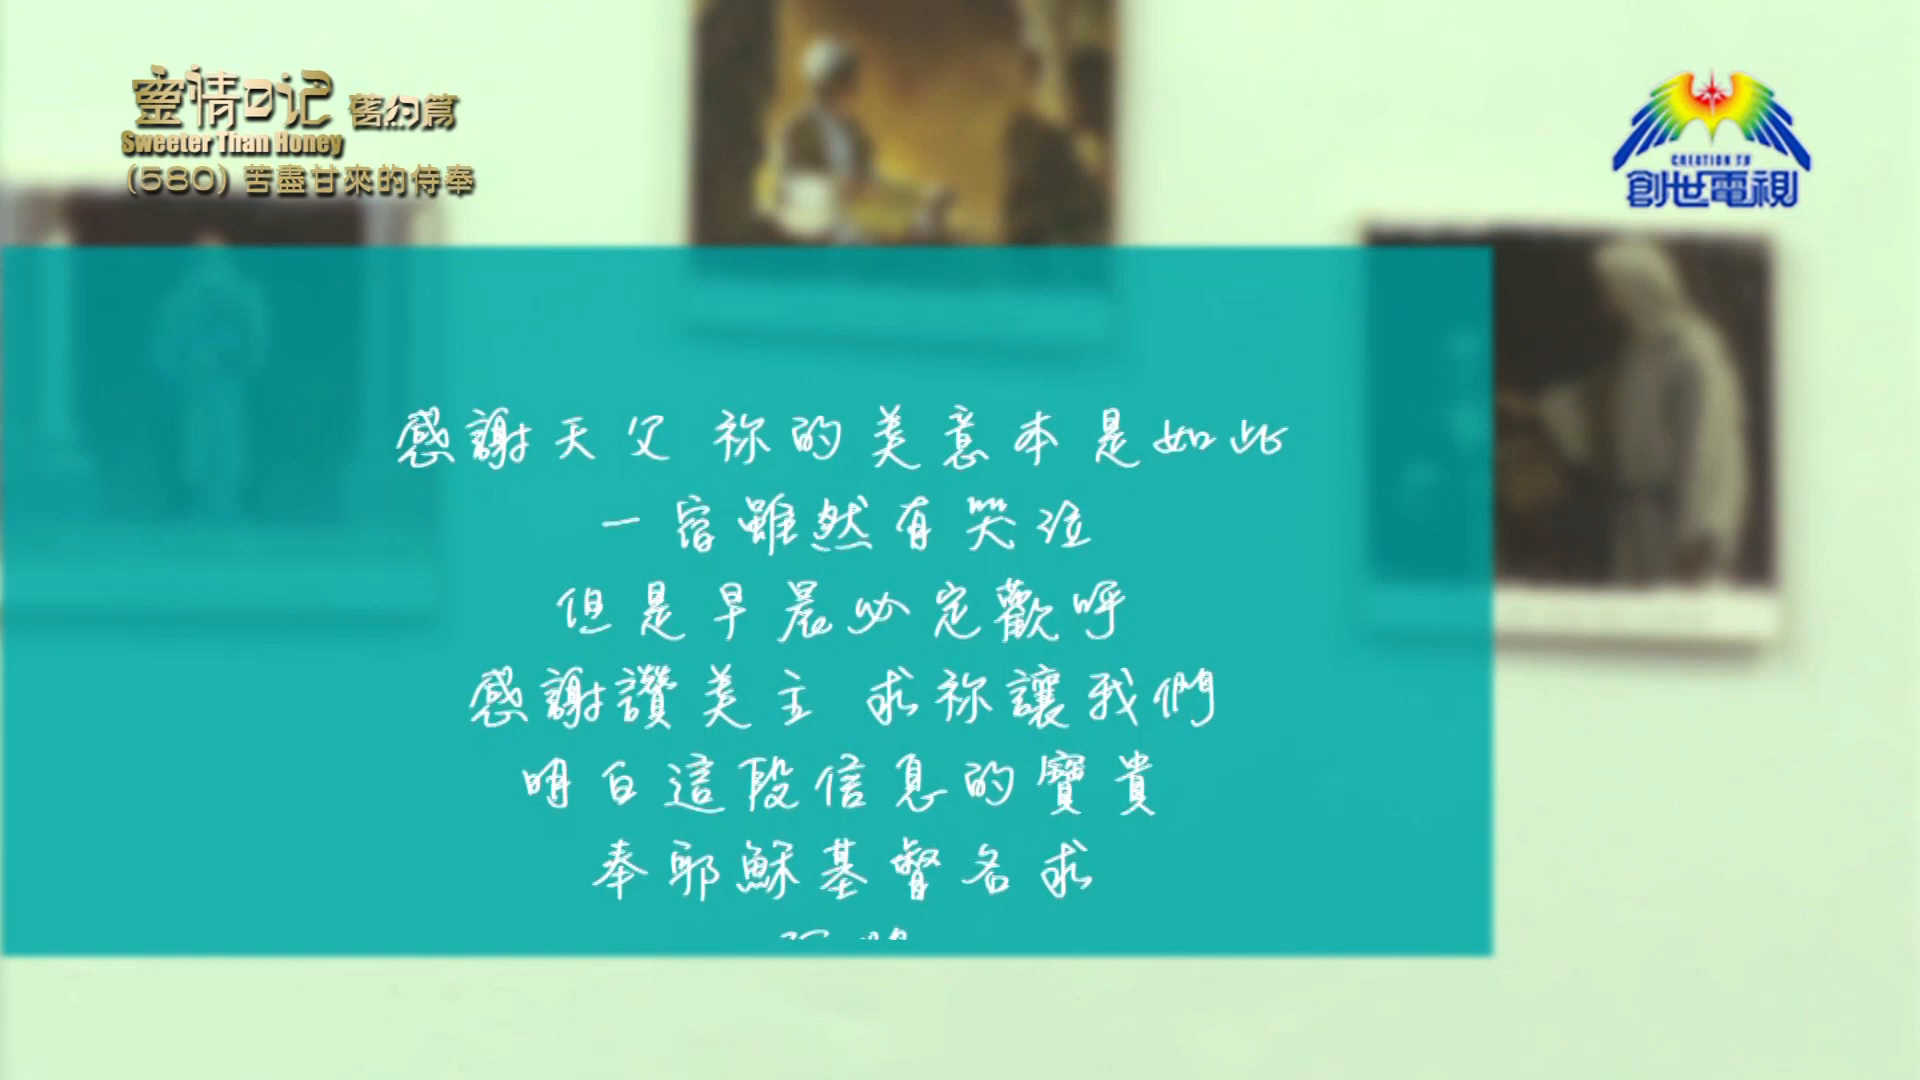 靈情日记 舊約篇
Sweeter Than Honey
(580) 苦盡甘來的侍奉
CREATION TV
創世電視
感謝天父 祢的美意本是如此
一宿雖然有哭泣
但是早晨必定歡呼
感謝讚美主 求祢讓我們
明白這段信息的寶貴
奉耶穌基督名求